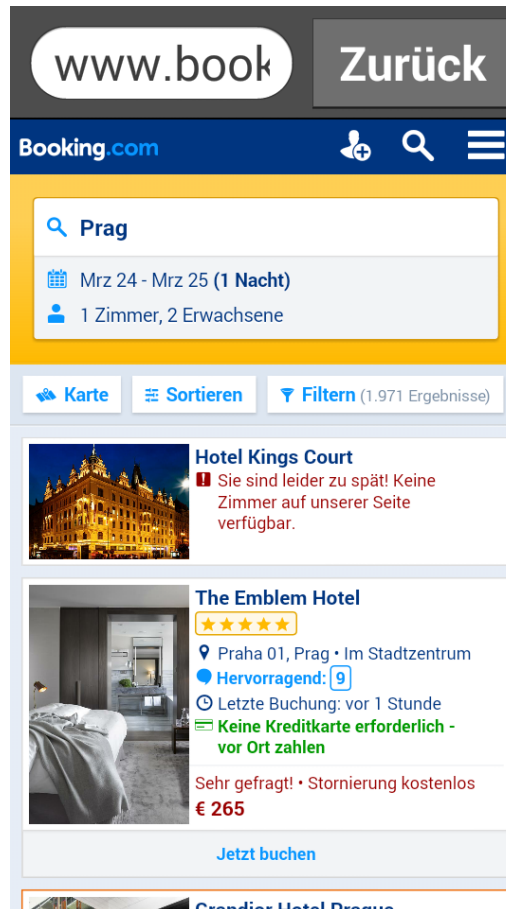 www.book
Zurück
Booking.com
Prag
Mrz 24 - Mrz 25 (1 Nacht)
1 Zimmer, 2 Erwachsene
Karte
Sortieren
Filtern (1.971 Ergebnisse)
Hotel Kings Court
Sie sind leider zu spät! Keine
Zimmer auf unserer Seite
verfügbar.
The Emblem Hotel
Praha 01, Prag • Im Stadtzentrum
Hervorragend: 9
Letzte Buchung: vor 1 Stunde
Keine Kreditkarte erforderlich -
vor Ort zahlen
Sehr gefragt! • Stornierung kostenlos
€ 265
Jetzt buchen
Grandior Hotel Prague